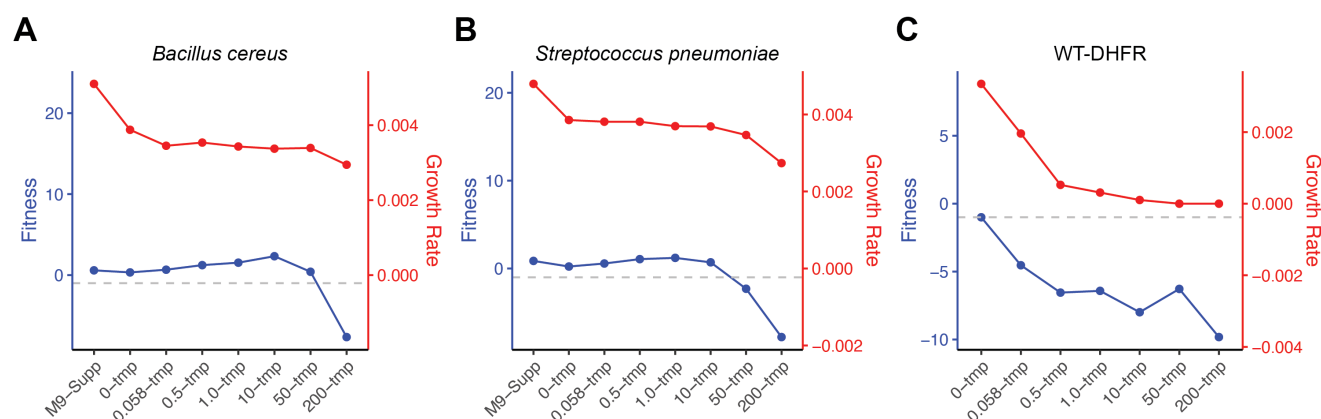 A
B
C
Bacillus cereus
Streptococcus pneumoniae
WT-DHFR
Fitness
20
10
0
0.004
0.002
0.000
Growth Rate
M9−Supp
0−tmp
0.058−tmp
0.5−tmp
1.0−tmp
10−tmp
50−tmp
200−tmp
Fitness
20
10
0
0.004
0.002
0.000
−0.002
Growth Rate
M9−Supp
0−tmp
0.058−tmp
0.5−tmp
1.0−tmp
10−tmp
50−tmp
200−tmp
Fitness
5
0
−5
−10
0.002
0.000
−0.002
−0.004
Growth Rate
0−tmp
0.058−tmp
0.5−tmp
1.0−tmp
10−tmp
50−tmp
200−tmp